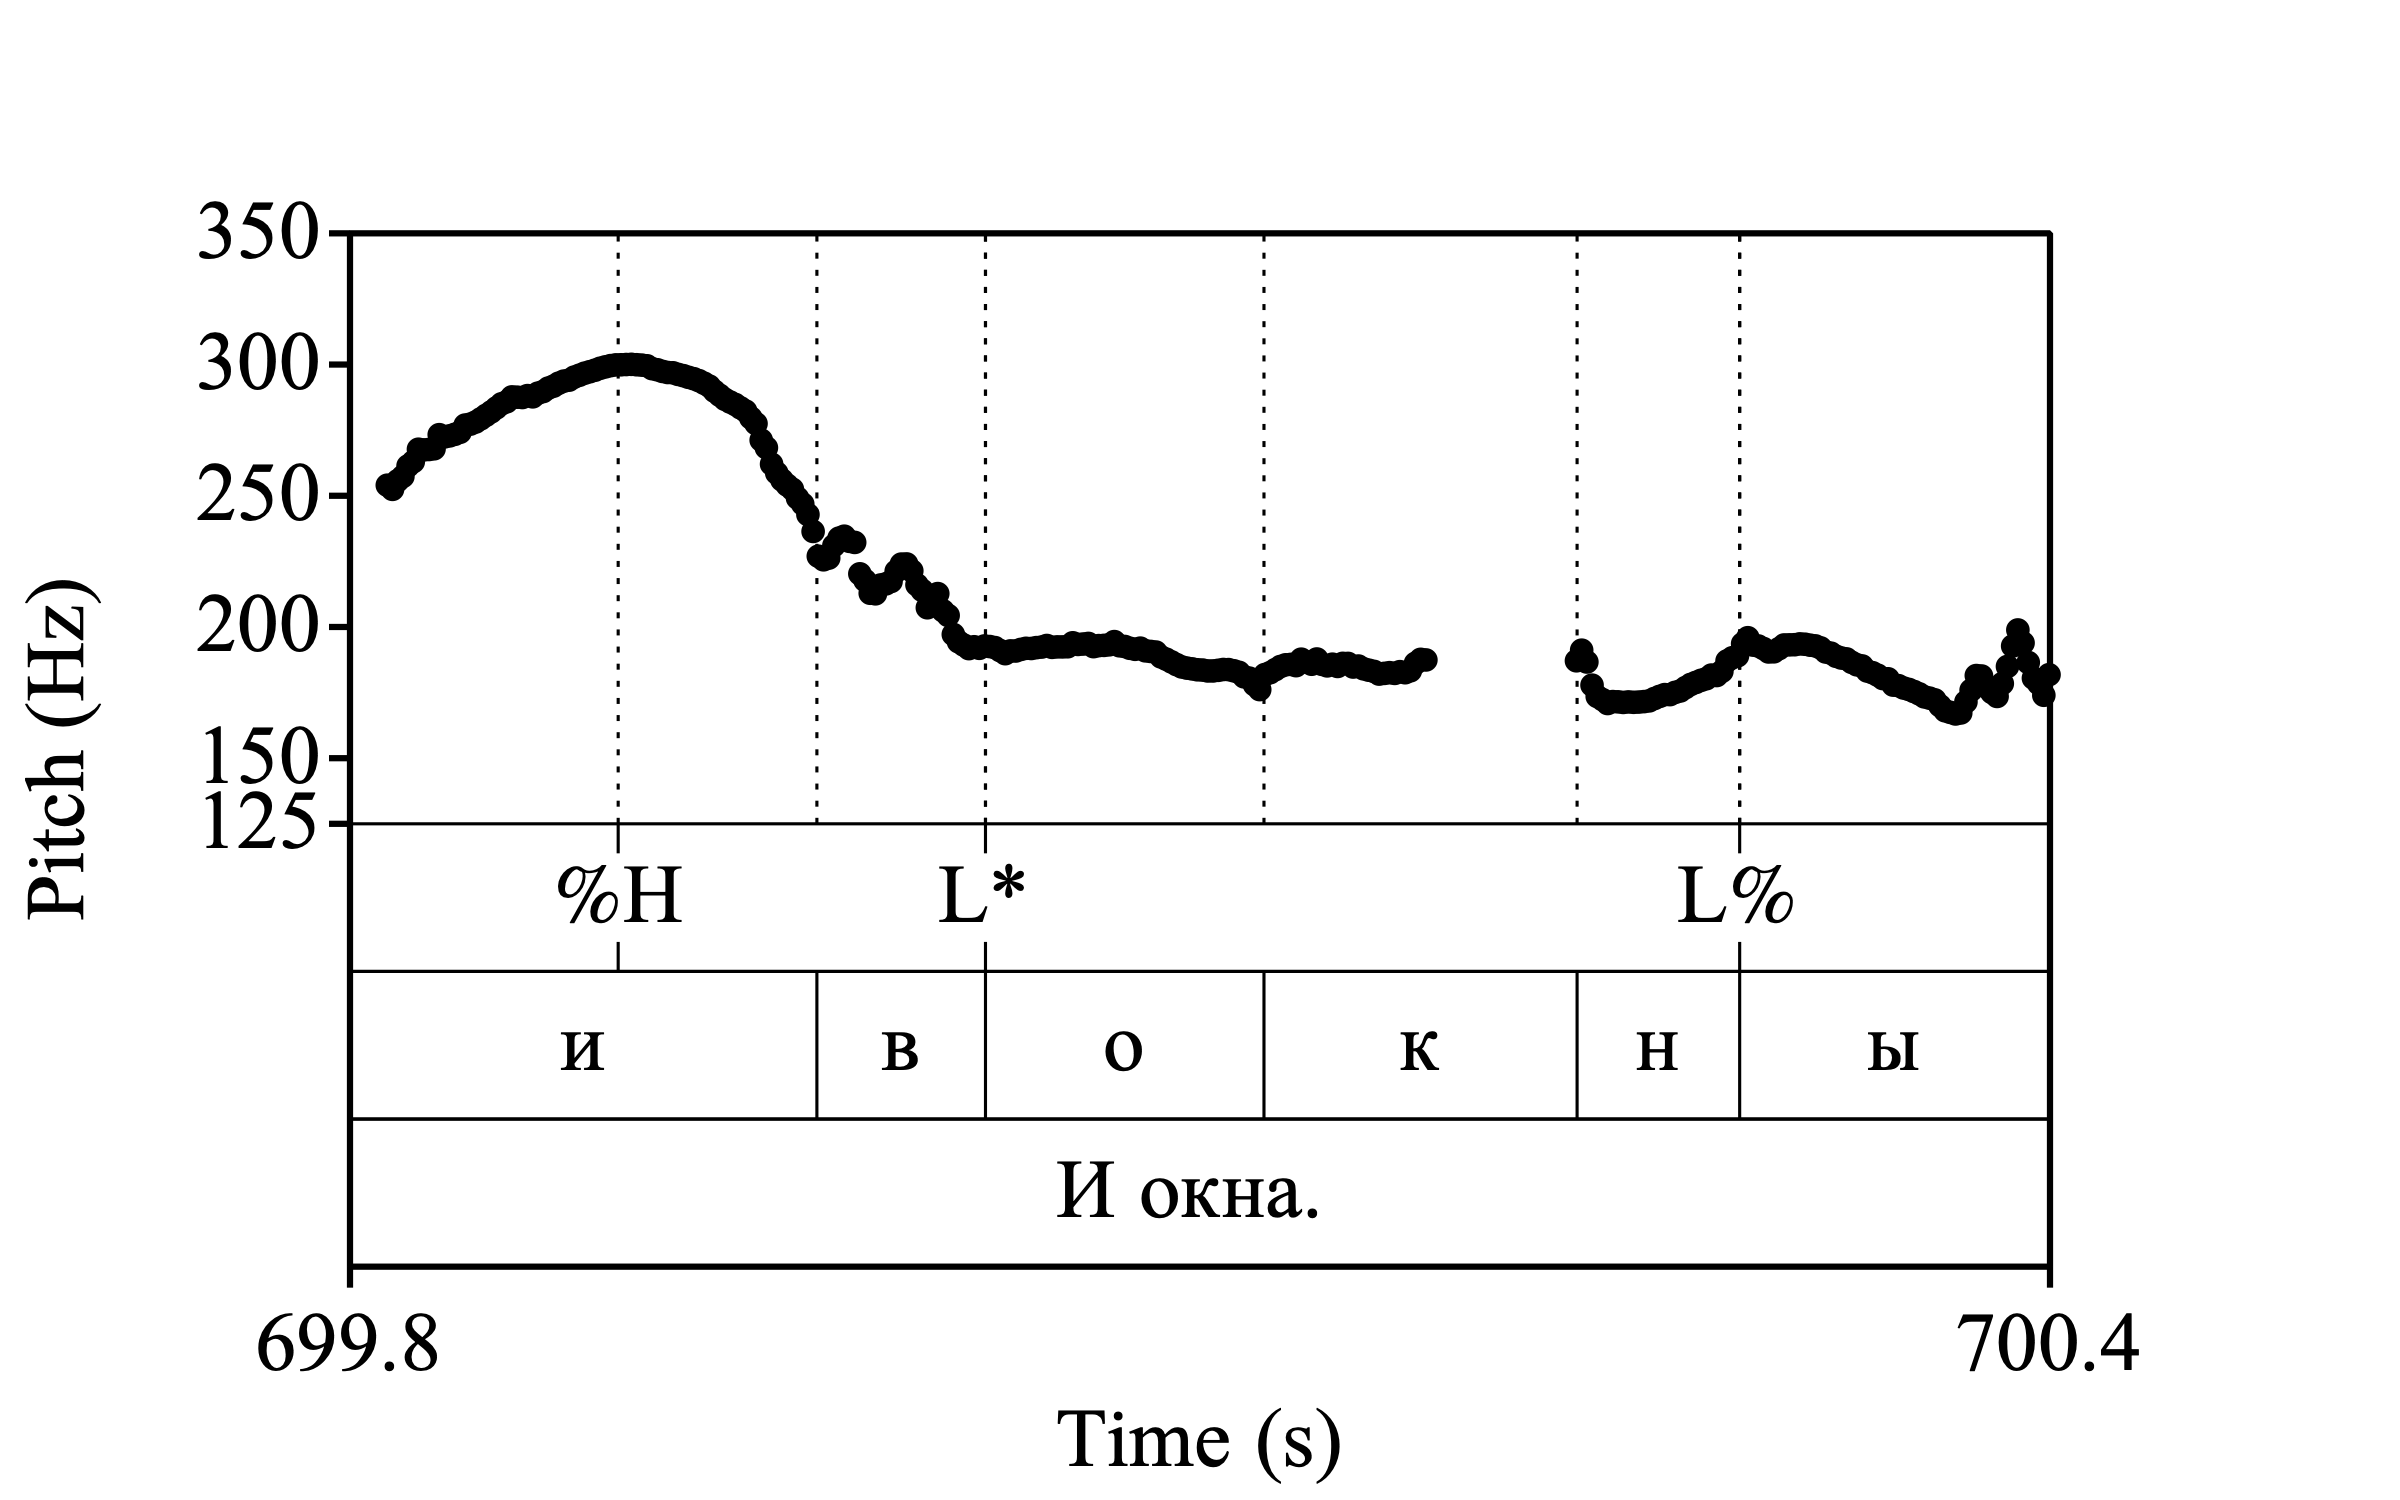 350
300
250
200
150
125
Pitch (Hz)
%H L* L%
и в о к н ы
И окна.
699.8 700.4
Time (s)